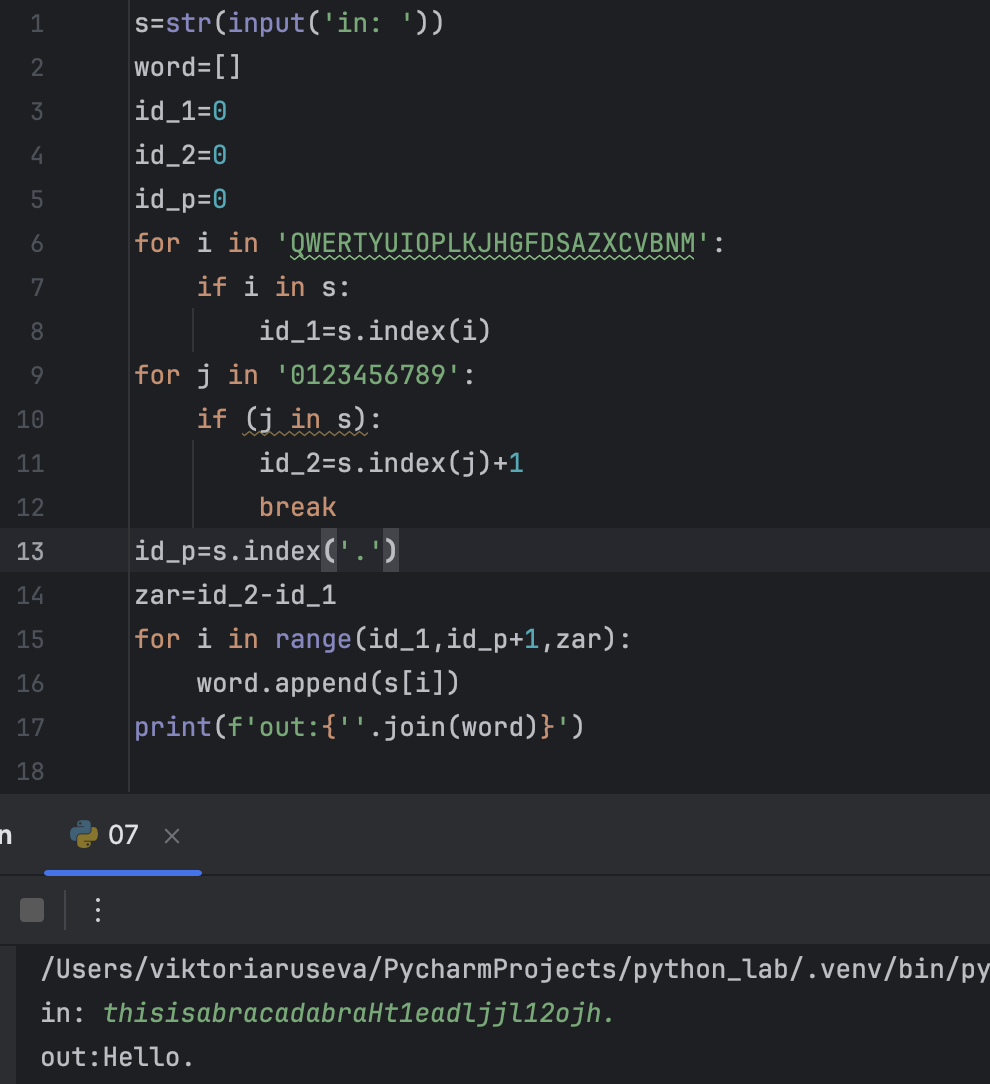 1 s=str(input('in: '))
2 word=[]
3 id_1=0
4 id_2=0
5 id_p=0
6 for i in 'QWERTYUIOPLKJHGFDSAZXCVBNM':
7     if i in s:
8         id_1=s.index(i)
9 for j in '0123456789':
10     if (j in s):
11         id_2=s.index(j)+1
12         break
13 id_p=s.index('.')
14 zar=id_2-id_1
15 for i in range(id_1,id_p+1,zar):
16     word.append(s[i])
17 print(f'out:{''.join(word)}')
18
n 07 ×
/Users/viktoriaruseva/PycharmProjects/python_lab/.venv/bin/py
in: thisisabracadabraHt1eadljjl12ojh.
out:Hello.